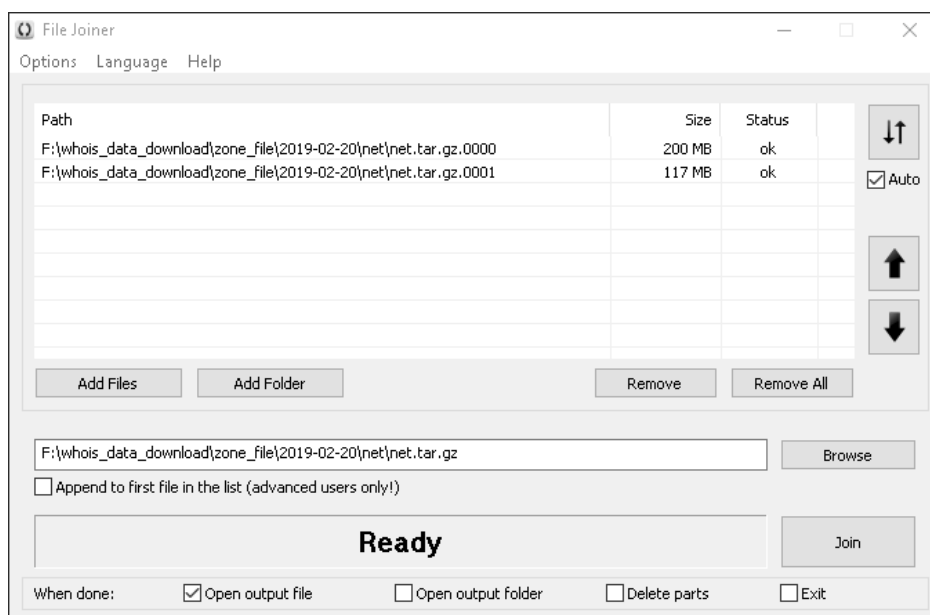 File Joiner
Options Language Help
Path Size Status
F:\whois_data_download\zone_file\2019-02-20\net\net.tar.gz.0000 200 MB ok
F:\whois_data_download\zone_file\2019-02-20\net\net.tar.gz.0001 117 MB ok
Auto
Add Files Add Folder Remove Remove All
F:\whois_data_download\zone_file\2019-02-20\net\net.tar.gz Browse
Append to first file in the list (advanced users only!)
Ready Join
When done: Open output file Open output folder Delete parts Exit